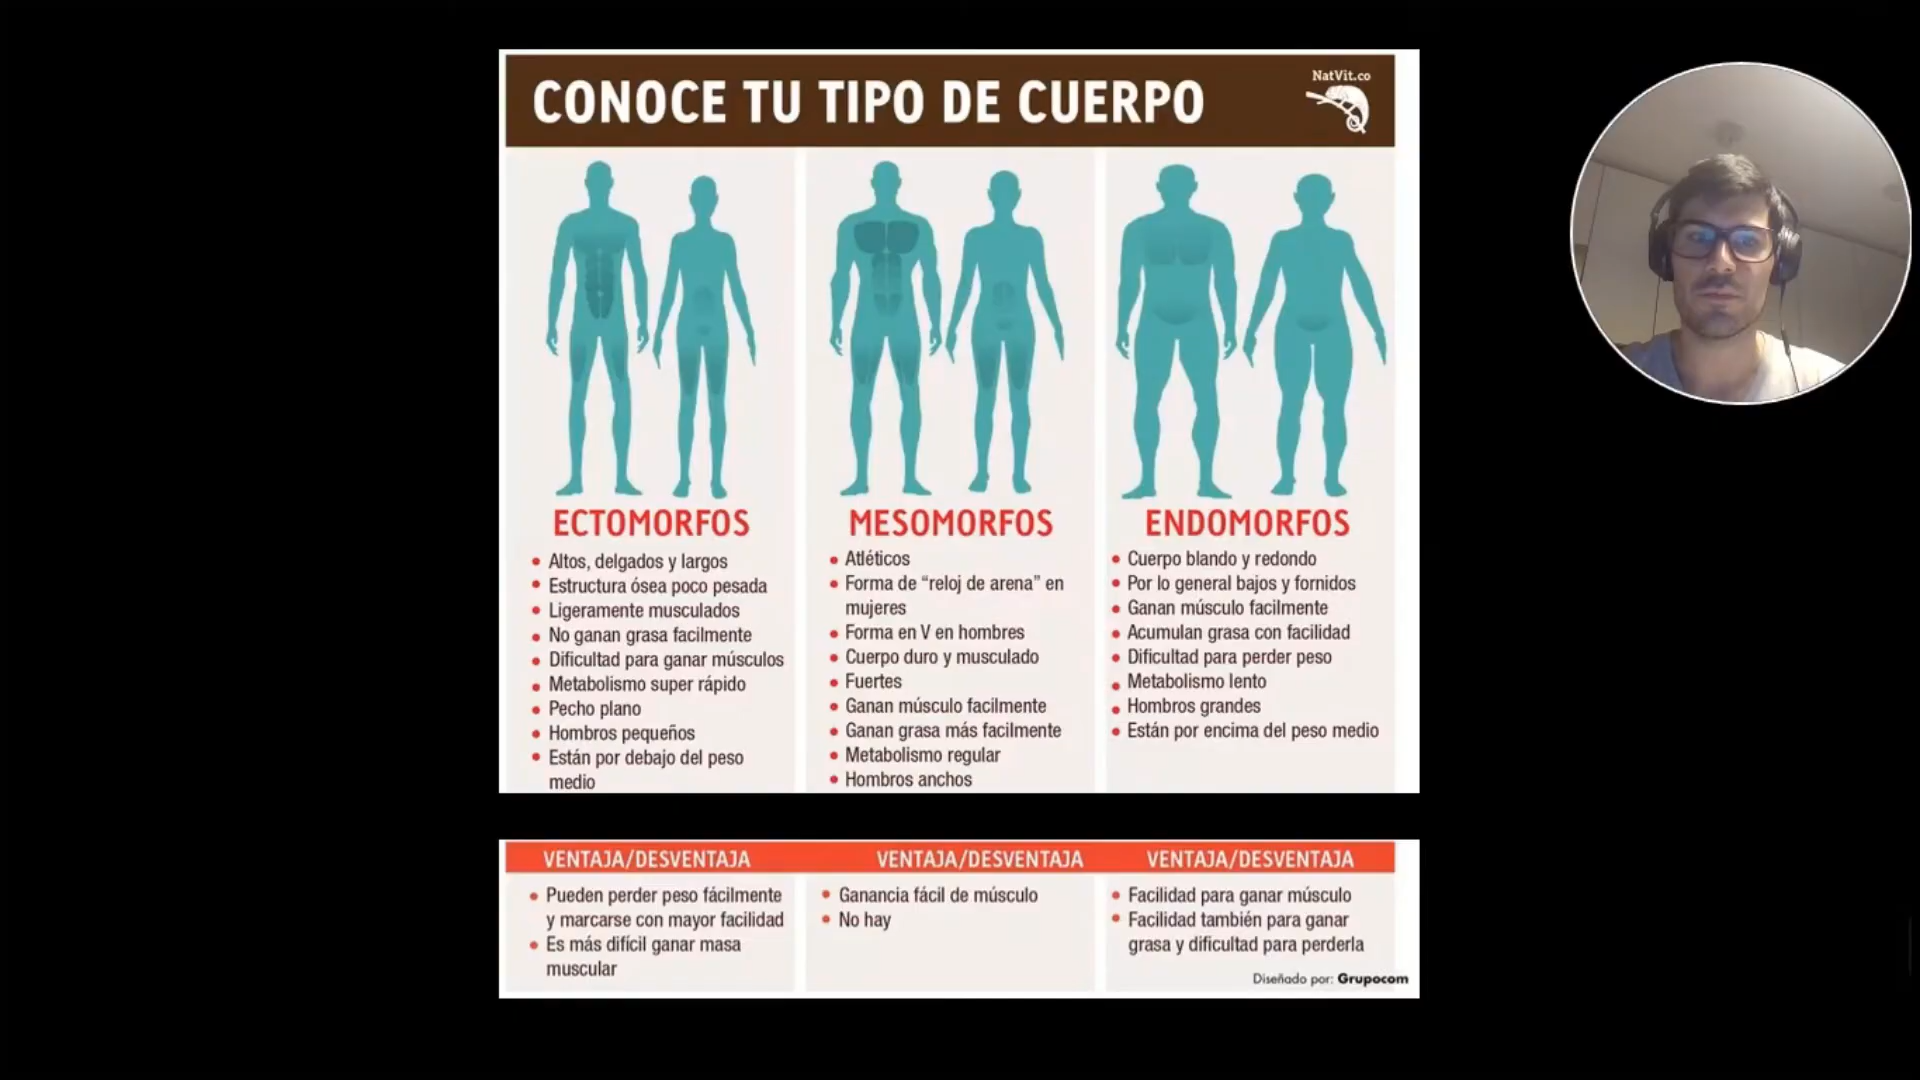 NatVit.co
CONOCE TU TIPO DE CUERPO
ECTOMORFOS
Altos, delgados y largos
Estructura ósea poco pesada
Ligeramente musculados
No ganan grasa facilmente
Dificultad para ganar músculos
Metabolismo super rápido
Pecho plano
Hombros pequeños
Están por debajo del peso
medio
MESOMORFOS
Atléticos
Forma de “reloj de arena” en
mujeres
Forma en V en hombres
Cuerpo duro y musculado
Fuertes
Ganan músculo facilmente
Ganan grasa más facilmente
Metabolismo regular
Hombros anchos
ENDOMORFOS
Cuerpo blando y redondo
Por lo general bajos y fornidos
Ganan músculo facilmente
Acumulan grasa con facilidad
Dificultad para perder peso
Metabolismo lento
Hombros grandes
Están por encima del peso medio
VENTAJA/DESVENTAJA
Pueden perder peso fácilmente
y marcarse con mayor facilidad
Es más difícil ganar masa
muscular
VENTAJA/DESVENTAJA
Ganancia fácil de músculo
No hay
VENTAJA/DESVENTAJA
Facilidad para ganar músculo
Facilidad también para ganar
grasa y dificultad para perderla
Diseñado por: Grupocom